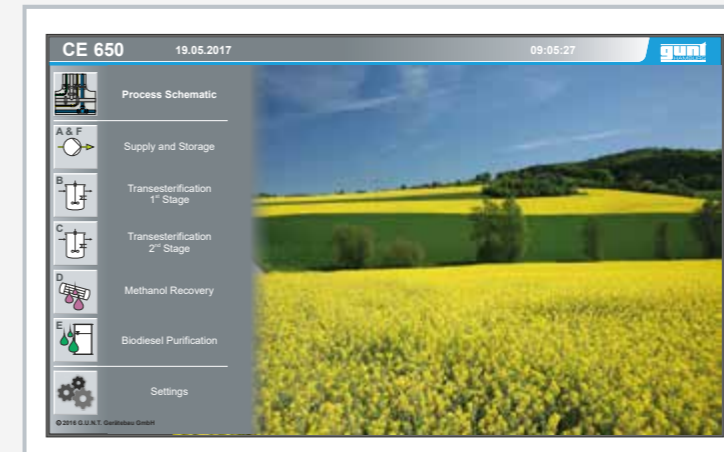 CE 650 19.05.2017 09:05:27 gunt
HAMBURG
Process Schematic
A & F
Supply and Storage
B
Transesterification
1st Stage
C
Transesterification
2nd Stage
D
Methanol Recovery
E
Biodiesel Purification
Settings
© 2016 G.U.N.T. Gerätebau GmbH